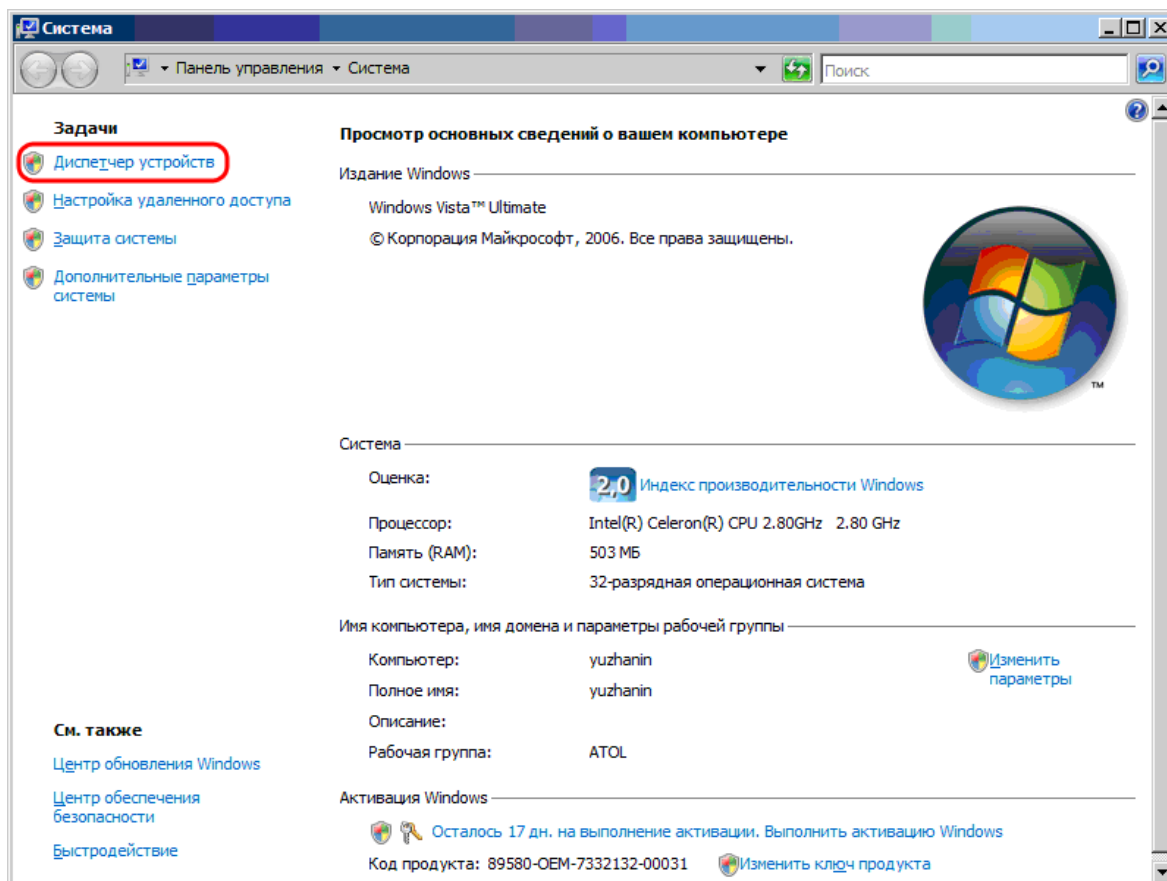 Система
Панель управления Система
Поиск
Задачи
Диспетчер устройств
Настройка удаленного доступа
Защита системы
Дополнительные параметры
системы
Просмотр основных сведений о вашем компьютере
Издание Windows
Windows Vista™ Ultimate
© Корпорация Майкрософт, 2006. Все права защищены.
TM
Система
Оценка: 2,0 Индекс производительности Windows
Процессор: Intel(R) Celeron(R) CPU 2.80GHz 2.80 GHz
Память (RAM): 503 МБ
Тип системы: 32-разрядная операционная система
Имя компьютера, имя домена и параметры рабочей группы
Компьютер: yuzhanin
Изменить
параметры
Полное имя: yuzhanin
Описание:
Рабочая группа: ATOL
См. также
Центр обновления Windows
Центр обеспечения
безопасности
Быстродействие
Активация Windows
Осталось 17 дн. на выполнение активации. Выполнить активацию Windows
Код продукта: 89580-OEM-7332132-00031 Изменить ключ продукта